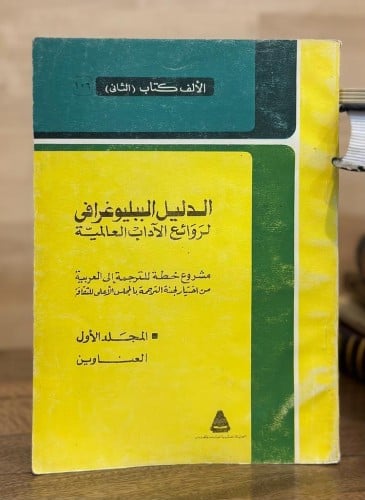 الألف كتاب (الثانى)
١٠٦
الدليل الببليوغرافى
لروائع الآداب العالمية
مشروع خطة للترجمة إلى العربية
من اختيار لجنة الترجمة بالمجلس الأعلى للثقافة
المجلد الأول
العناوين